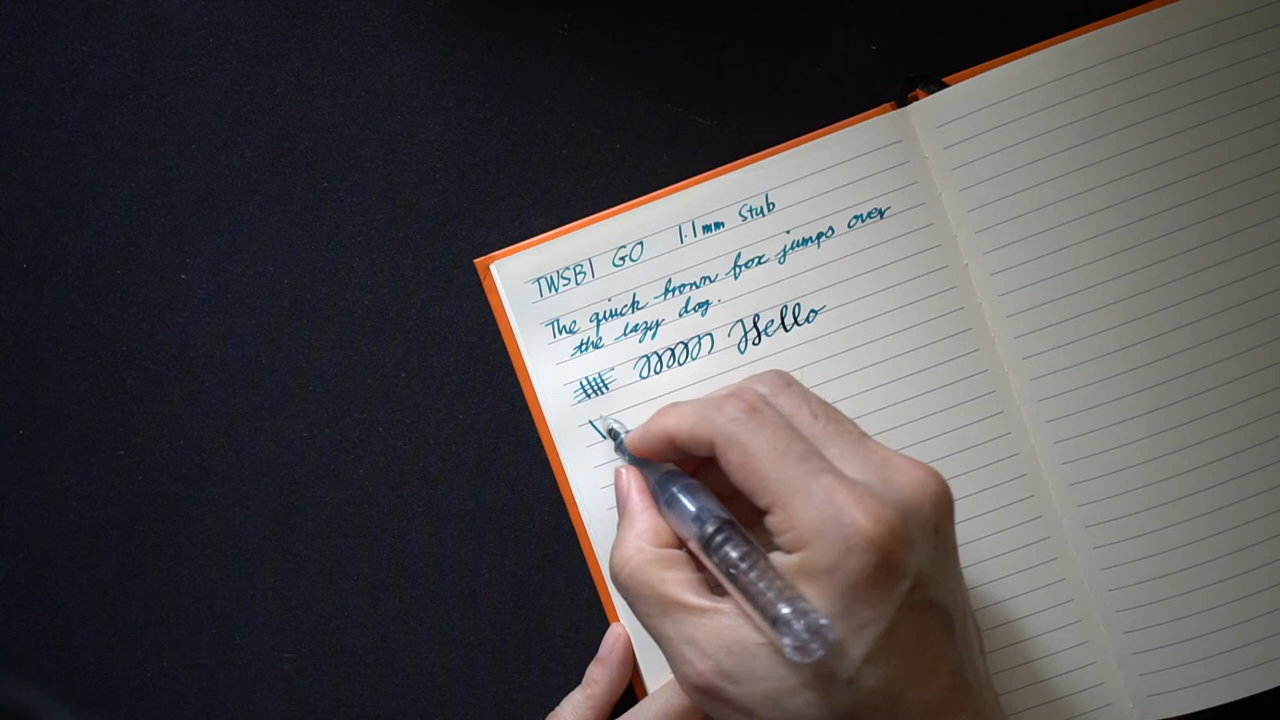 TWSBI GO 1.1mm Stub
The quick brown fox jumps over
the lazy dog.
Hello